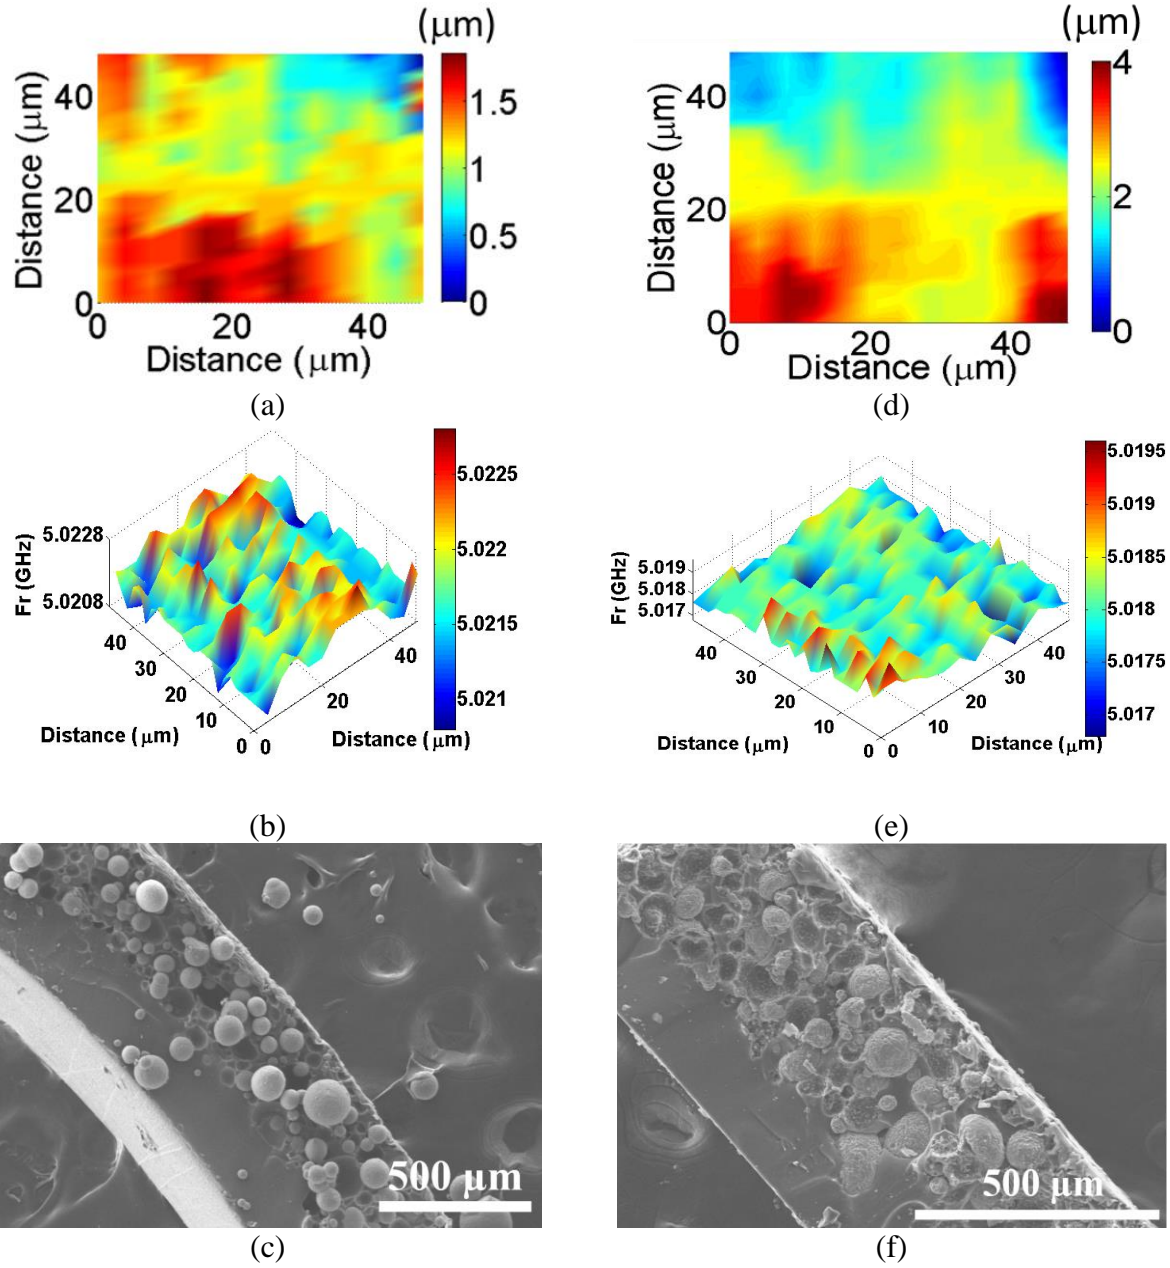 (μm)
Distance (μm)
40
20
0
0
20
40
Distance (μm)
1.5
1
0.5
0
(a)
(μm)
Distance (μm)
40
20
0
0
20
40
Distance (μm)
4
2
0
(d)
Fr (GHz)
5.0228
5.0208
40
30
20
10
0
0
20
40
Distance (μm)
Distance (μm)
5.0225
5.022
5.0215
5.021
(b)
Fr (GHz)
5.019
5.018
5.017
40
30
20
10
0
0
10
20
30
40
Distance (μm)
Distance (μm)
5.0195
5.019
5.0185
5.018
5.0175
5.017
(e)
500 μm
(c)
500 μm
(f)